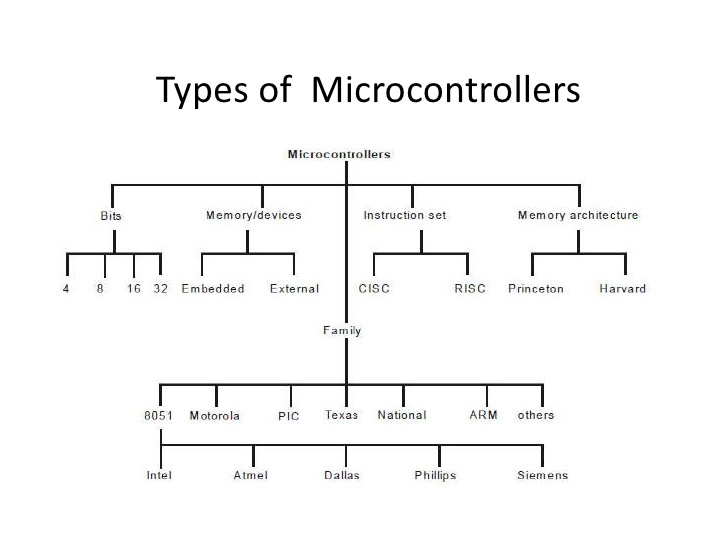 Types of  Microcontrollers
Microcontrollers
Bits Memory/devices Instruction set Memory architecture
4 8 16 32 Embedded External CISC RISC Princeton Harvard
Family
8051 Motorola PIC Texas National ARM others
Intel Atmel Dallas Phillips Siemens